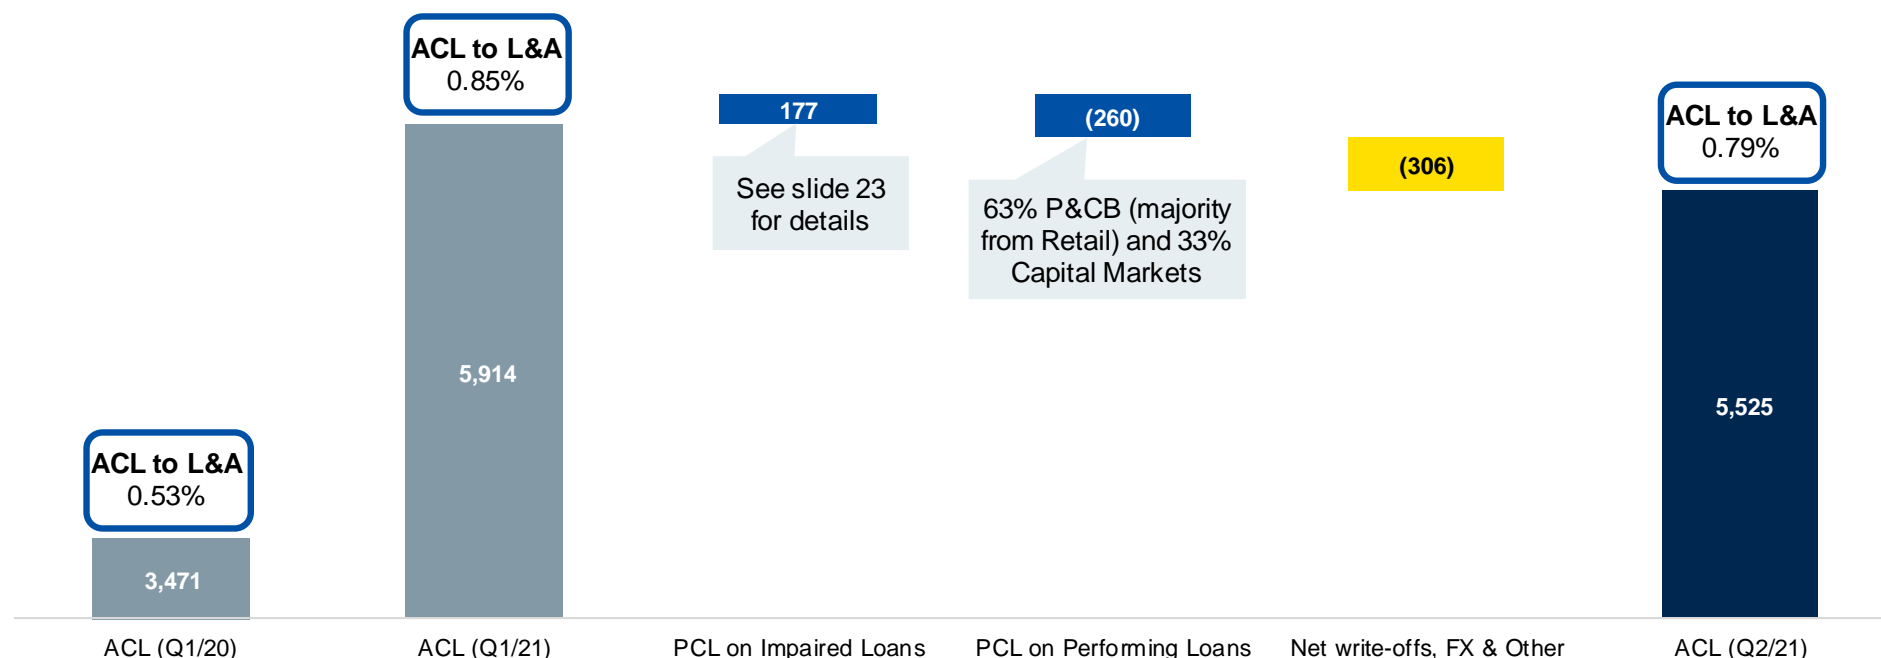 ACL to L&A
0.85%
177
(260)
ACL to L&A
0.79%
(306)
See slide 23
for details
63% P&CB (majority
from Retail) and 33%
Capital Markets
5,914
5,525
ACL to L&A
0.53%
3,471
ACL (Q1/20)
ACL (Q1/21)
PCL on Impaired Loans
PCL on Performing Loans
Net write-offs, FX & Other
ACL (Q2/21)